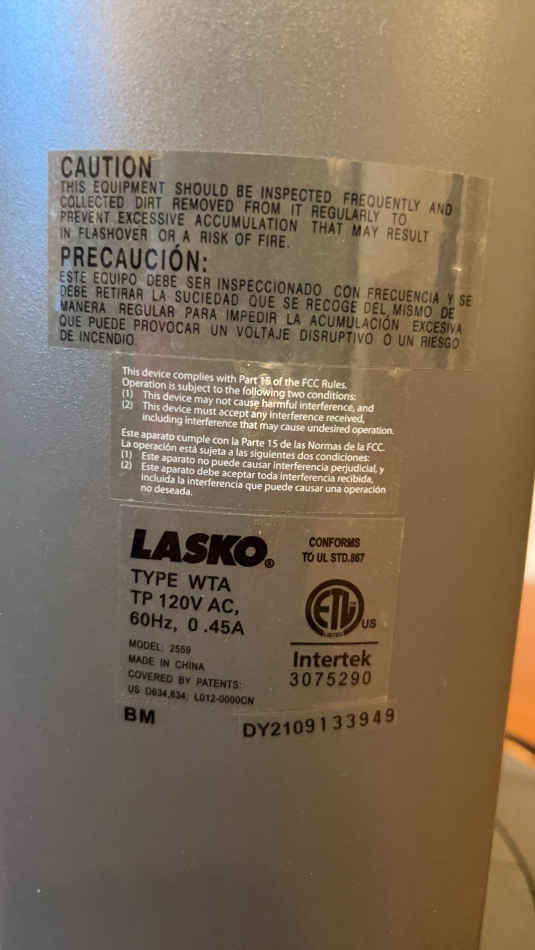 CAUTION
THIS EQUIPMENT SHOULD BE INSPECTED FREQUENTLY AND
COLLECTED DIRT REMOVED FROM IT REGULARLY TO
PREVENT EXCESSIVE ACCUMULATION THAT MAY RESULT
IN FLASHOVER OR A RISK OF FIRE.
PRECAUCIÓN:
ESTE EQUIPO DEBE SER INSPECCIONADO CON FRECUENCIA Y SE
DEBE RETIRAR LA SUCIEDAD QUE SE RECOGE DEL MISMO DE
MANERA REGULAR PARA IMPEDIR LA ACUMULACIÓN EXCESIVA
QUE PUEDE PROVOCAR UN VOLTAJE DISRUPTIVO O UN RIESGO
DE INCENDIO.
This device complies with Part 15 of the FCC Rules.
Operation is subject to the following two conditions:
(1) This device may not cause harmful interference, and
(2) This device must accept any interference received,
including interference that may cause undesired operation.
Este aparato cumple con la Parte 15 de las Normas de la FCC.
La operación está sujeta a las siguientes dos condiciones:
(1) Este aparato no puede causar interferencia perjudicial, y
(2) Este aparato debe aceptar toda interferencia recibida,
incluida la interferencia que puede causar una operación
no deseada.
LASKO®
TYPE WTA
TP 120V AC,
60Hz, 0.45A
MODEL: 2559
MADE IN CHINA
COVERED BY PATENTS:
US D634,834; L012-0000CN
CONFORMS
TO UL STD.867
ETL
LISTED
US
Intertek
3075290
BM
DY2109133949